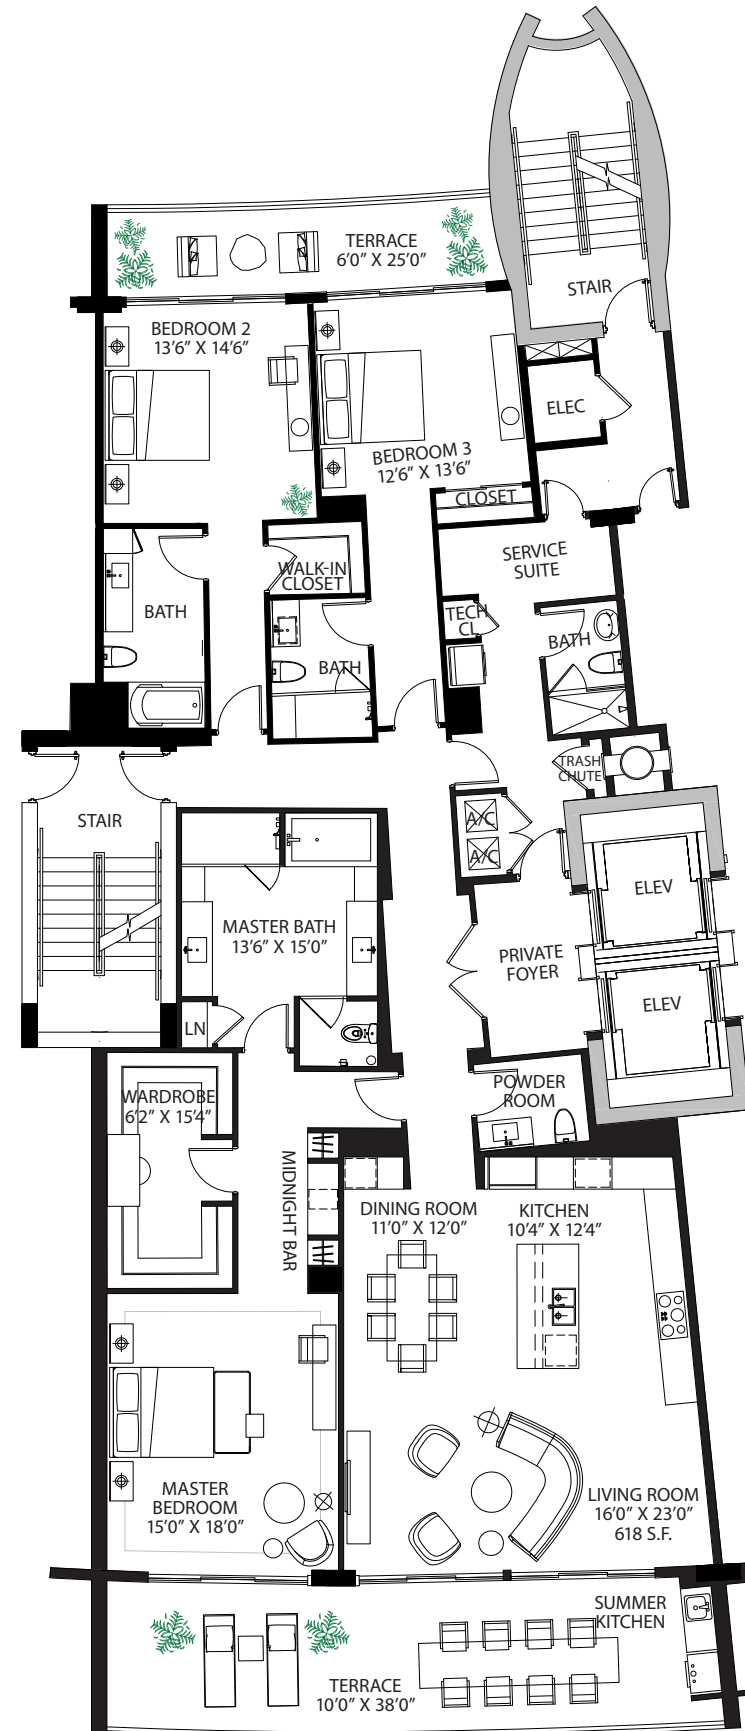 TERRACE
6’0” X 25’0”
STAIR
BEDROOM 2
13’6” X 14’6”
ELEC
BEDROOM 3
12’6” X 13’6”
CLOSET
SERVICE
SUITE
WALK-IN
CLOSET
TECH
CL
BATH
BATH
BATH
TRASH
CHUTE
STAIR
A/C
A/C
ELEV
MASTER BATH
13’6” X 15’0”
PRIVATE
FOYER
ELEV
LN
POWDER
ROOM
WARDROBE
6’2” X 15’4”
MIDNIGHT BAR
DINING ROOM
11’0” X 12’0”
KITCHEN
10’4” X 12’4”
MASTER
BEDROOM
15’0” X 18’0”
LIVING ROOM
16’0” X 23’0”
618 S.F.
SUMMER
KITCHEN
TERRACE
10’0” X 38’0”